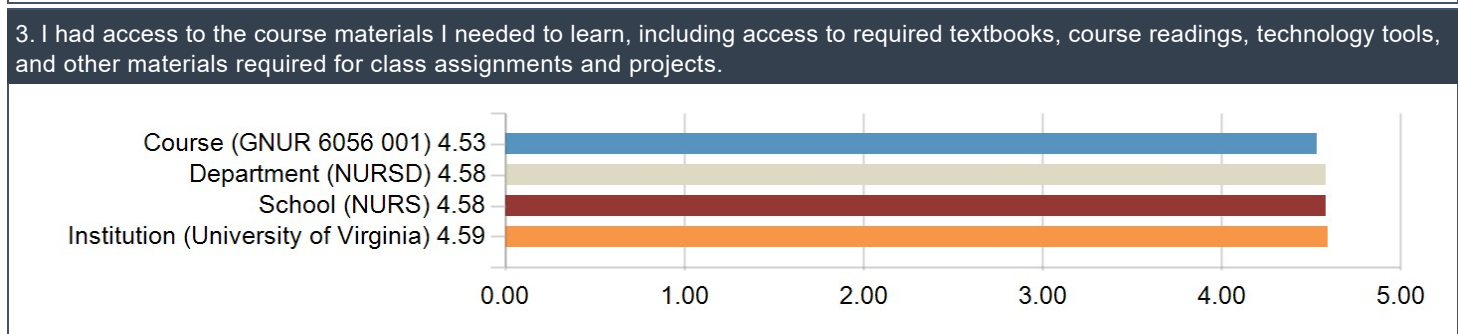 3. I had access to the course materials I needed to learn, including access to required textbooks, course readings, technology tools,
and other materials required for class assignments and projects.
Course (GNUR 6056 001) 4.53
Department (NURSD) 4.58
School (NURS) 4.58
Institution (University of Virginia) 4.59
0.00 1.00 2.00 3.00 4.00 5.00